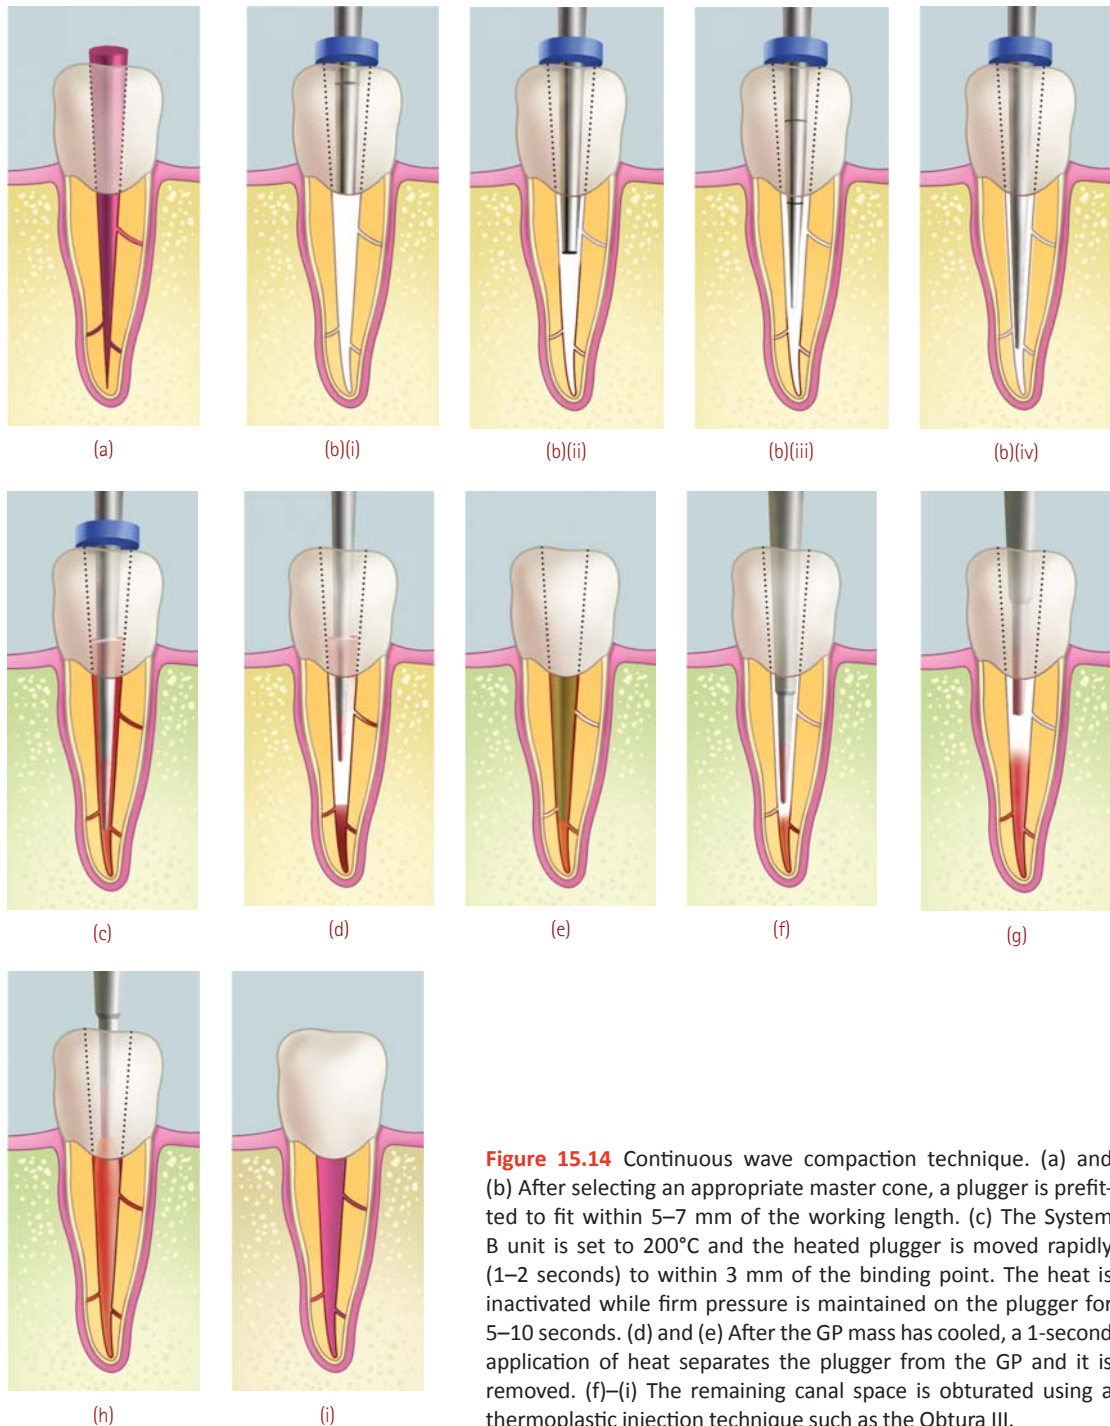 (a)
(b)(i)
(b)(ii)
(b)(iii)
(b)(iv)
(c)
(d)
(e)
(f)
(g)
(h)
(i)
Figure 15.14 Continuous wave compaction technique. (a) and
(b) After selecting an appropriate master cone, a plugger is prefit-
ted to fit within 5–7 mm of the working length. (c) The System
B unit is set to 200°C and the heated plugger is moved rapidly
(1–2 seconds) to within 3 mm of the binding point. The heat is
inactivated while firm pressure is maintained on the plugger for
5–10 seconds. (d) and (e) After the GP mass has cooled, a 1-second
application of heat separates the plugger from the GP and it is
removed. (f)–(i) The remaining canal space is obturated using a
thermoplastic injection technique such as the Obtura III.